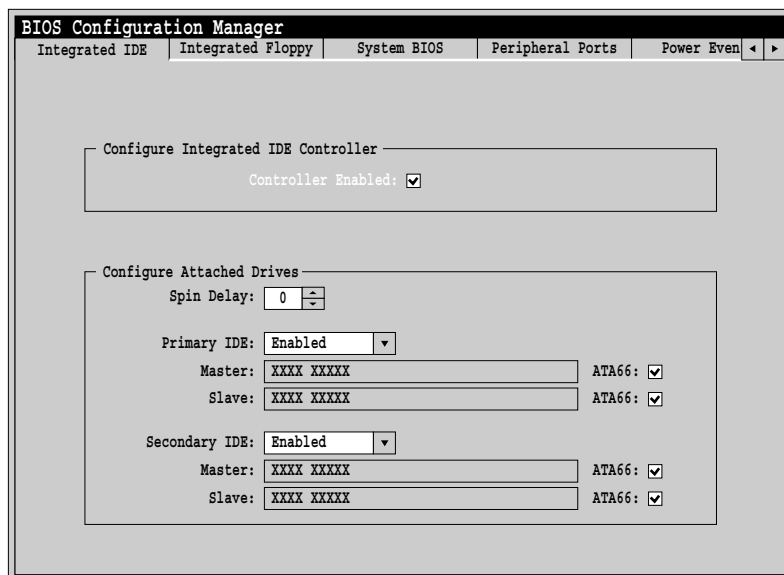 BIOS Configuration Manager
Integrated IDE Integrated Floppy System BIOS Peripheral Ports Power Even
Configure Integrated IDE Controller
Controller Enabled:
Configure Attached Drives
Spin Delay: 0
Primary IDE: Enabled
Master: XXXX XXXXX ATA66:
Slave: XXXX XXXXX ATA66:
Secondary IDE: Enabled
Master: XXXX XXXXX ATA66:
Slave: XXXX XXXXX ATA66: